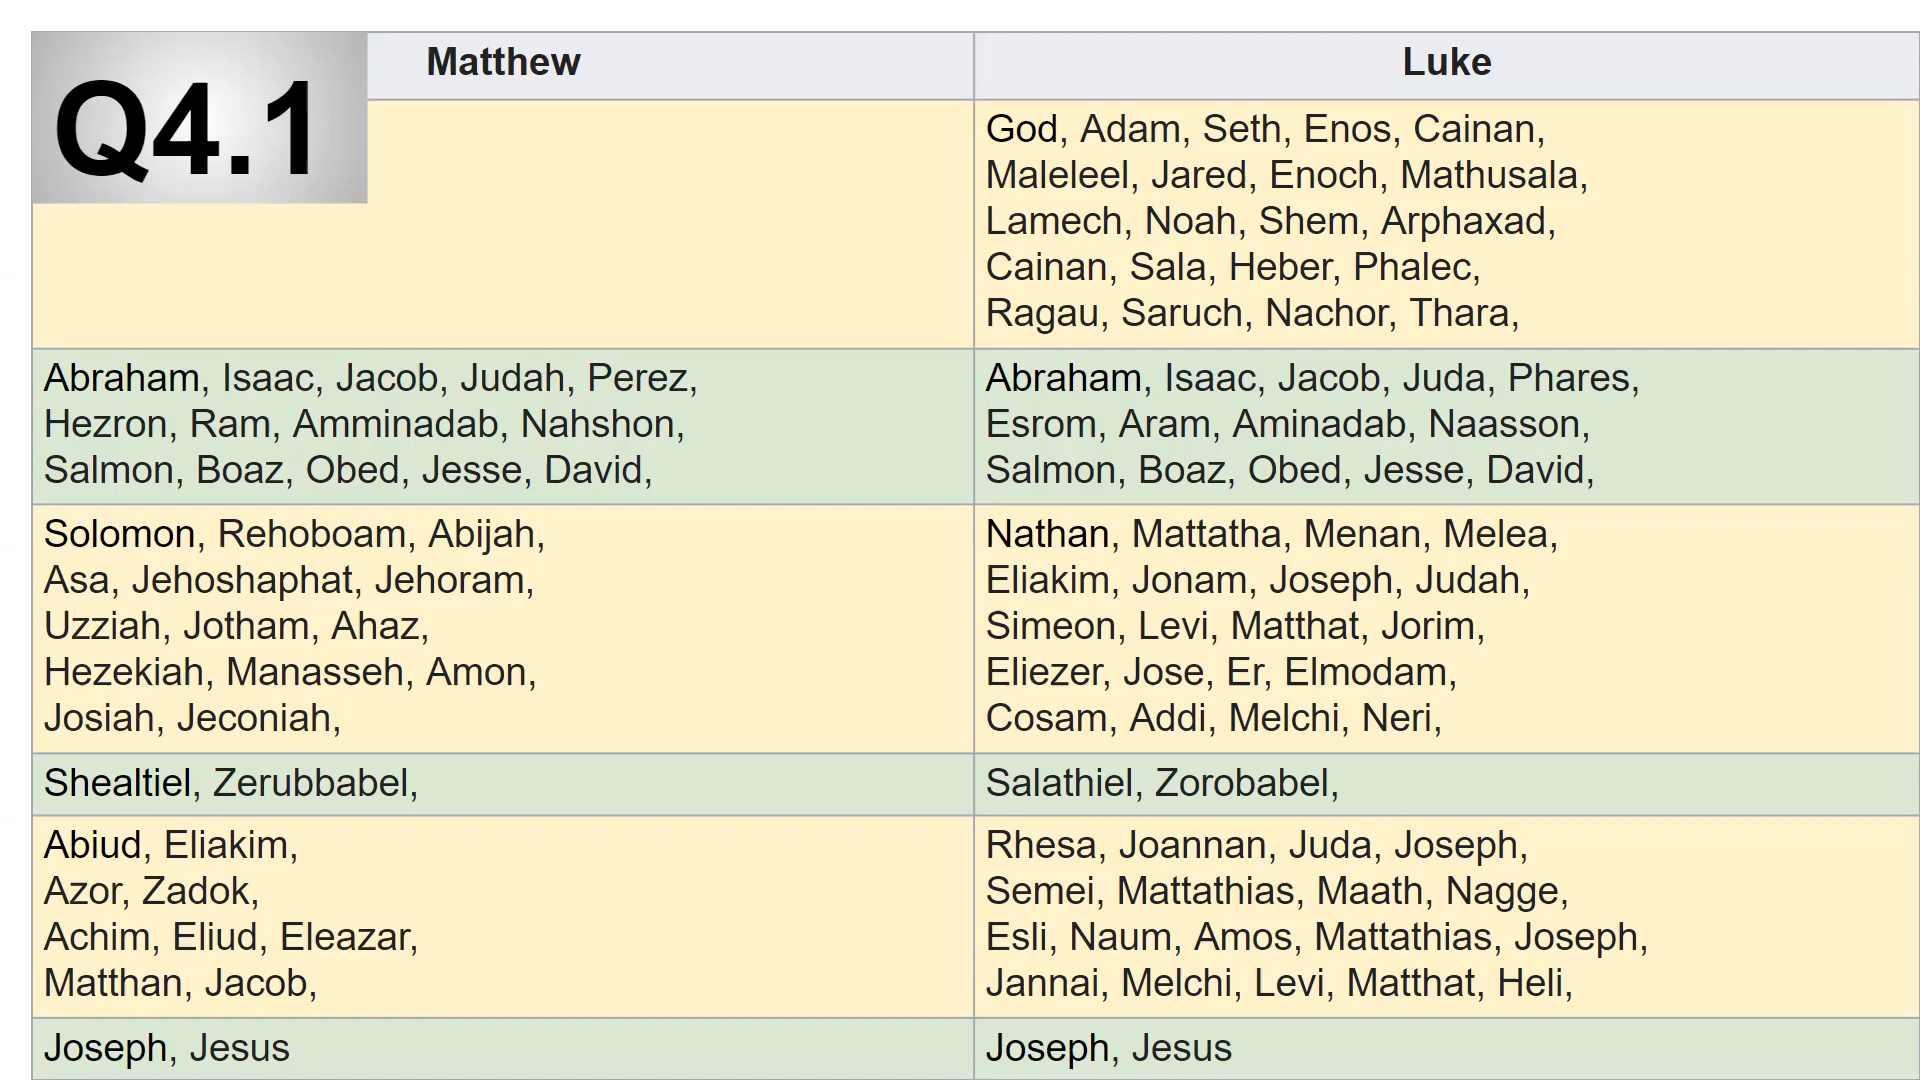 Q4.1
Matthew
Luke
God, Adam, Seth, Enos, Cainan,
Maleleel, Jared, Enoch, Mathusala,
Lamech, Noah, Shem, Arphaxad,
Cainan, Sala, Heber, Phalec,
Ragau, Saruch, Nachor, Thara,
Abraham, Isaac, Jacob, Judah, Perez,
Hezron, Ram, Amminadab, Nahshon,
Salmon, Boaz, Obed, Jesse, David,
Abraham, Isaac, Jacob, Juda, Phares,
Esrom, Aram, Aminadab, Naasson,
Salmon, Boaz, Obed, Jesse, David,
Solomon, Rehoboam, Abijah,
Asa, Jehoshaphat, Jehoram,
Uzziah, Jotham, Ahaz,
Hezekiah, Manasseh, Amon,
Josiah, Jeconiah,
Nathan, Mattatha, Menan, Melea,
Eliakim, Jonam, Joseph, Judah,
Simeon, Levi, Matthat, Jorim,
Eliezer, Jose, Er, Elmodam,
Cosam, Addi, Melchi, Neri,
Shealtiel, Zerubbabel,
Salathiel, Zorobabel,
Abiud, Eliakim,
Azor, Zadok,
Achim, Eliud, Eleazar,
Matthan, Jacob,
Rhesa, Joannan, Juda, Joseph,
Semei, Mattathias, Maath, Nagge,
Esli, Naum, Amos, Mattathias, Joseph,
Jannai, Melchi, Levi, Matthat, Heli,
Joseph, Jesus
Joseph, Jesus